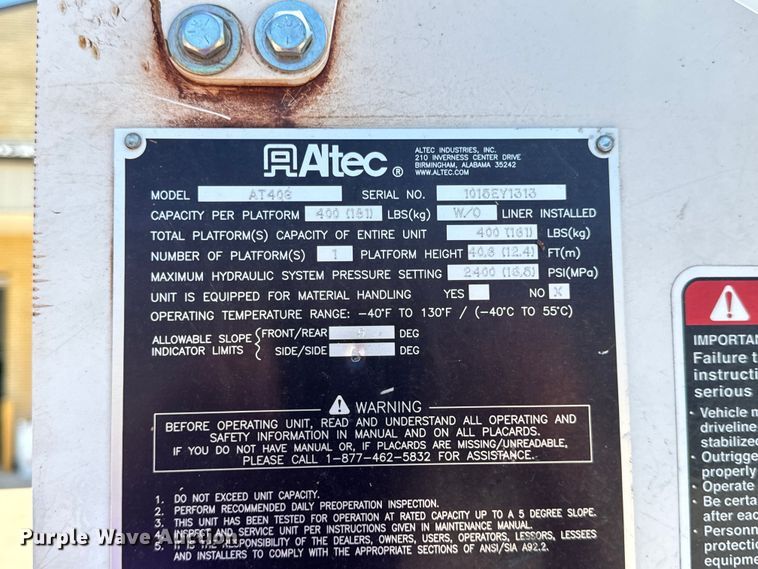 Altec®
ALTEC INDUSTRIES, INC.
210 INVERNESS CENTER DRIVE
BIRMINGHAM, ALABAMA 35242
WWW.ALTEC.COM
MODEL SERIAL NO. 1015EY1313
CAPACITY PER PLATFORM 400 (181) LBS(kg) W/O LINER INSTALLED
TOTAL PLATFORM(S) CAPACITY OF ENTIRE UNIT 400 (181) LBS(kg)
NUMBER OF PLATFORM(S) 1 PLATFORM HEIGHT 40.8 (12.4) FT(m)
MAXIMUM HYDRAULIC SYSTEM PRESSURE SETTING 2400 (16.5) PSI(MPa)
UNIT IS EQUIPPED FOR MATERIAL HANDLING YES NO X
OPERATING TEMPERATURE RANGE: -40°F TO 130°F / (-40°C TO 55°C)
ALLOWABLE SLOPE INDICATOR LIMITS
FRONT/REAR DEG
SIDE/SIDE DEG
WARNING
BEFORE OPERATING UNIT, READ AND UNDERSTAND ALL OPERATING AND
SAFETY INFORMATION IN MANUAL AND ON ALL PLACARDS.
IF YOU DO NOT HAVE MANUAL OR, IF PLACARDS ARE MISSING/UNREADABLE,
PLEASE CALL 1-877-462-5832 FOR ASSISTANCE.
1. DO NOT EXCEED UNIT CAPACITY.
2. PERFORM RECOMMENDED DAILY PREOPERATION INSPECTION.
3. THIS UNIT HAS BEEN TESTED FOR OPERATION AT RATED CAPACITY UP TO A 5 DEGREE SLOPE.
4. INSPECT AND SERVICE UNIT PER INSTRUCTIONS GIVEN IN MAINTENANCE MANUAL.
5. IT IS THE RESPONSIBILITY OF THE DEALERS, OWNERS, USERS, OPERATORS, LESSORS, LESSEES
AND INSTALLERS TO COMPLY WITH THE APPROPRIATE SECTIONS OF ANSI/SIA A92.2.
IMPORTAN
Failure t
instructi
serious
• Vehicle m
driveline
stabilized
• Outrigge
properly
• Be certa
after eac
• Personn
protecti
equipme
Purple Wave Auction